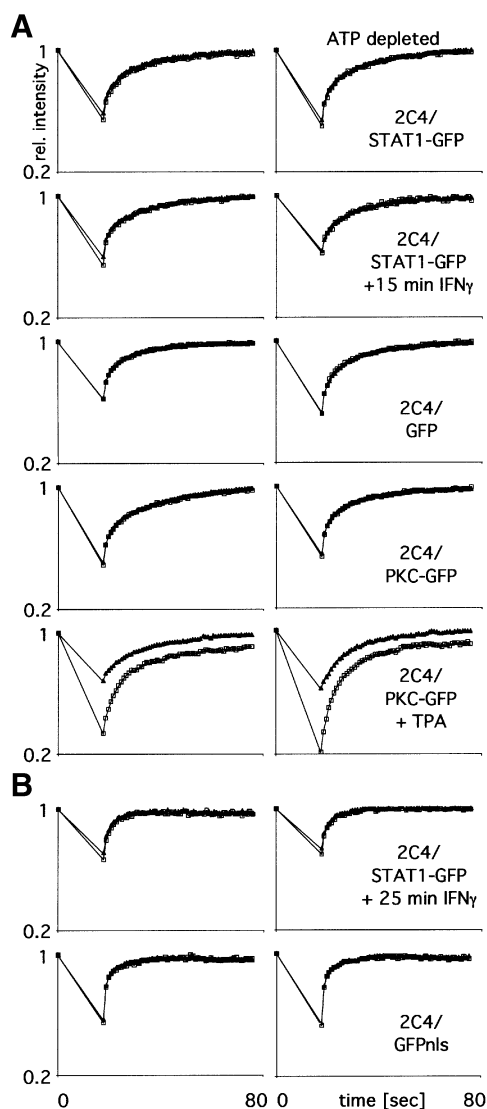 A
1
rel. intensity
0.2
ATP depleted
2C4/
STAT1-GFP
1
0.2
2C4/
STAT1-GFP
+15 min IFNγ
1
0.2
2C4/
GFP
1
0.2
2C4/
PKC-GFP
1
0.2
2C4/
PKC-GFP
+ TPA
B
1
0.2
2C4/
STAT1-GFP
+ 25 min IFNγ
1
0.2
2C4/
GFPnls
0 80 0 time [sec] 80